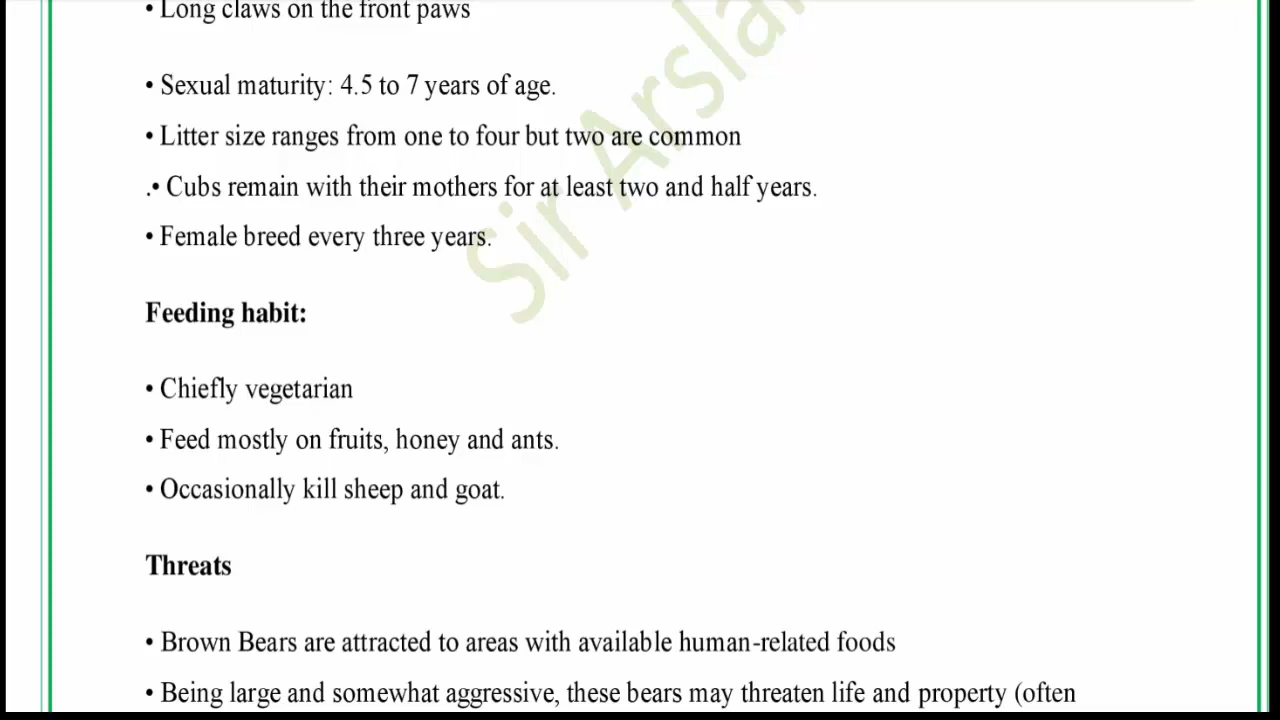 • Long claws on the front paws
• Sexual maturity: 4.5 to 7 years of age.
• Litter size ranges from one to four but two are common
.• Cubs remain with their mothers for at least two and half years.
• Female breed every three years.
Feeding habit:
• Chiefly vegetarian
• Feed mostly on fruits, honey and ants.
• Occasionally kill sheep and goat.
Threats
• Brown Bears are attracted to areas with available human-related foods
• Being large and somewhat aggressive, these bears may threaten life and property (often
Sir